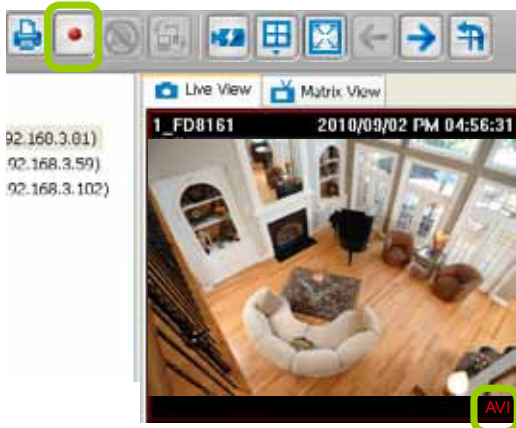 Live View
Matrix View
92.168.3.81)
92.168.3.59)
92.168.3.102)
1_FD8161
2010/09/02 PM 04:56:31
AVI